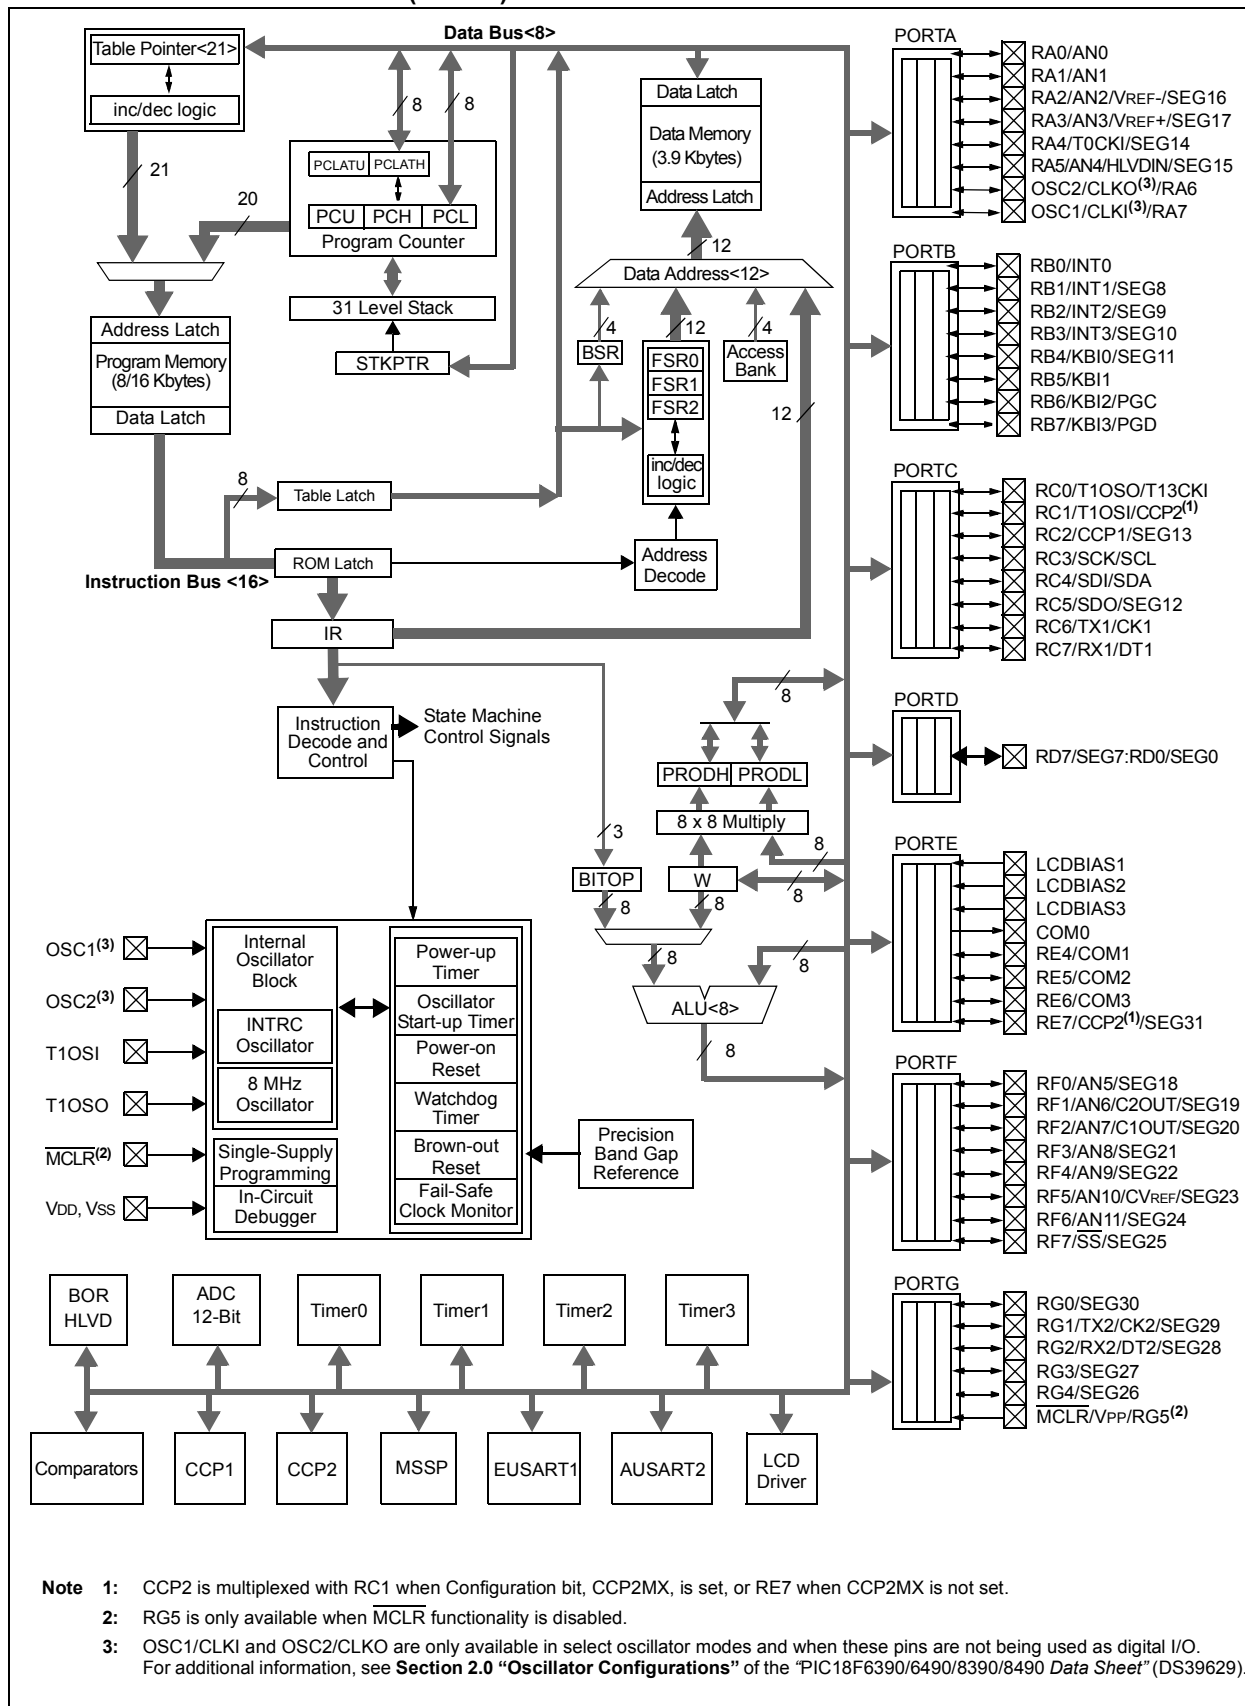 Data Bus<8>
Table Pointer<21>
inc/dec logic
21
20
8
8
PCLATU
PCLATH
PCU
PCH
PCL
Program Counter
31 Level Stack
STKPTR
Data Latch
Data Memory
(3.9 Kbytes)
Address Latch
12
Data Address<12>
4
12
4
BSR
FSR0
FSR1
FSR2
inc/dec
logic
Access
Bank
12
Address Latch
Program Memory
(8/16 Kbytes)
Data Latch
8
Table Latch
ROM Latch
Instruction Bus <16>
Address
Decode
IR
Instruction
Decode and
Control
State Machine
Control Signals
8
PRODH
PRODL
8 x 8 Multiply
3
8
BITOP
W
8
8
8
8
8
ALU<8>
8
OSC1(3)
OSC2(3)
T1OSI
T1OSO
MCLR(2)
VDD, VSS
Internal
Oscillator
Block
INTRC
Oscillator
8 MHz
Oscillator
Single-Supply
Programming
In-Circuit
Debugger
Power-up
Timer
Oscillator
Start-up Timer
Power-on
Reset
Watchdog
Timer
Brown-out
Reset
Fail-Safe
Clock Monitor
Precision
Band Gap
Reference
BOR
HLVD
ADC
12-Bit
Timer0
Timer1
Timer2
Timer3
Comparators
CCP1
CCP2
MSSP
EUSART1
AUSART2
LCD
Driver
PORTA
RA0/AN0
RA1/AN1
RA2/AN2/VREF-/SEG16
RA3/AN3/VREF+/SEG17
RA4/T0CKI/SEG14
RA5/AN4/HLVDIN/SEG15
OSC2/CLKO(3)/RA6
OSC1/CLKI(3)/RA7
PORTB
RB0/INT0
RB1/INT1/SEG8
RB2/INT2/SEG9
RB3/INT3/SEG10
RB4/KBI0/SEG11
RB5/KBI1
RB6/KBI2/PGC
RB7/KBI3/PGD
PORTC
RC0/T1OSO/T13CKI
RC1/T1OSI/CCP2(1)
RC2/CCP1/SEG13
RC3/SCK/SCL
RC4/SDI/SDA
RC5/SDO/SEG12
RC6/TX1/CK1
RC7/RX1/DT1
PORTD
RD7/SEG7:RD0/SEG0
PORTE
LCDBIAS1
LCDBIAS2
LCDBIAS3
COM0
RE4/COM1
RE5/COM2
RE6/COM3
RE7/CCP2(1)/SEG31
PORTF
RF0/AN5/SEG18
RF1/AN6/C2OUT/SEG19
RF2/AN7/C1OUT/SEG20
RF3/AN8/SEG21
RF4/AN9/SEG22
RF5/AN10/CVREF/SEG23
RF6/AN11/SEG24
RF7/SS/SEG25
PORTG
RG0/SEG30
RG1/TX2/CK2/SEG29
RG2/RX2/DT2/SEG28
RG3/SEG27
RG4/SEG26
MCLR/VPP/RG5(2)
Note 1: CCP2 is multiplexed with RC1 when Configuration bit, CCP2MX, is set, or RE7 when CCP2MX is not set.
2: RG5 is only available when MCLR functionality is disabled.
3: OSC1/CLKI and OSC2/CLKO are only available in select oscillator modes and when these pins are not being used as digital I/O.
For additional information, see Section 2.0 “Oscillator Configurations” of the “PIC18F6390/6490/8390/8490 Data Sheet” (DS39629).